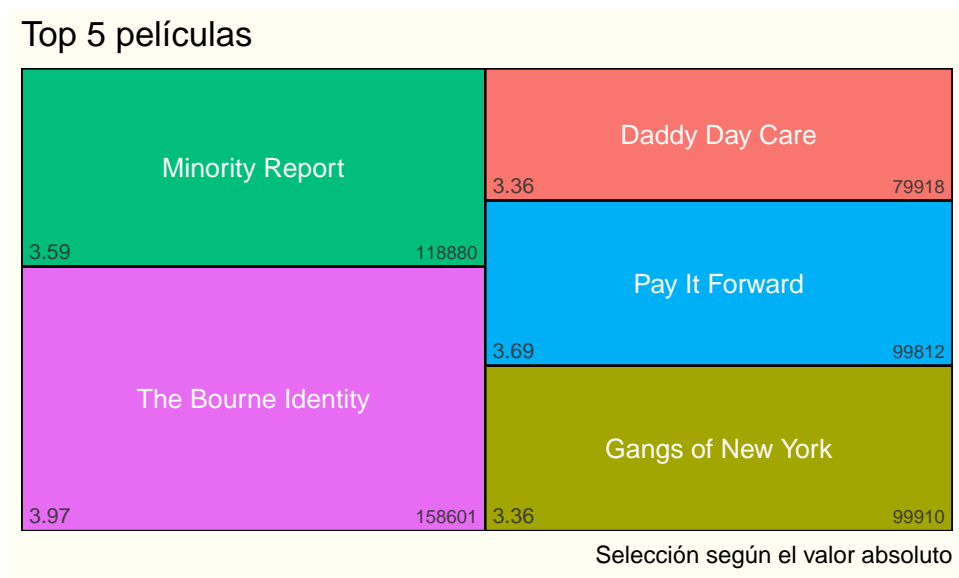 Top 5 películas
Minority Report
3.59 118880
The Bourne Identity
3.97 158601
Daddy Day Care
3.36 79918
Pay It Forward
3.69 99812
Gangs of New York
3.36 99910
Selección según el valor absoluto